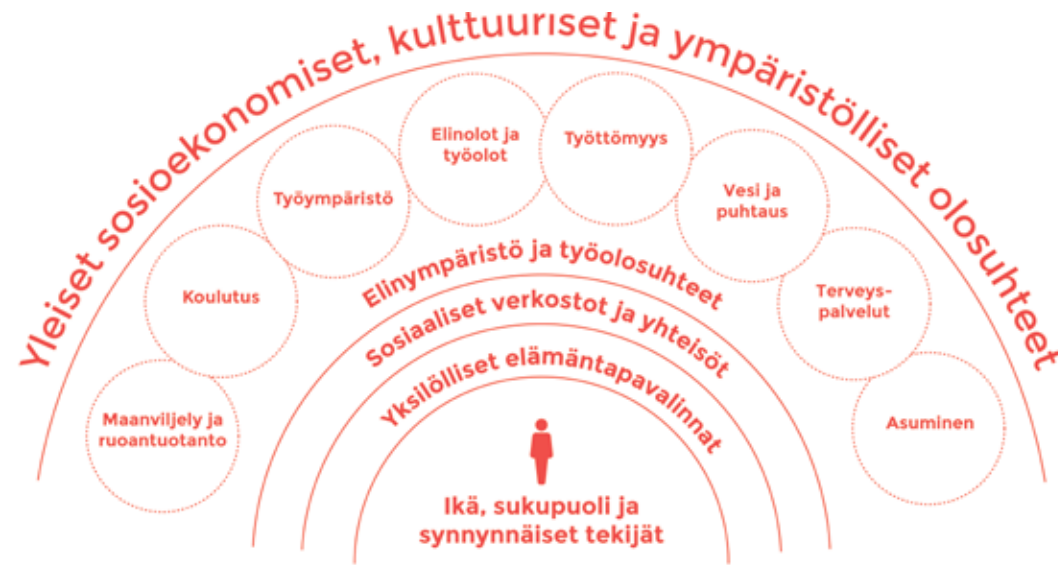 Yleiset sosioekonomiset, kulttuuriset ja ympäristölliset olosuhteet
Maanviljely ja
ruoantuotanto
Koulutus
Työympäristö
Elinolot ja
työolot
Työttömyys
Vesi ja
puhtaus
Terveys-
palvelut
Asuminen
Elinympäristö ja työolosuhteet
Sosiaaliset verkostot ja yhteisöt
Yksilölliset elämäntapavalinnat
Ikä, sukupuoli ja
synnynnäiset tekijät